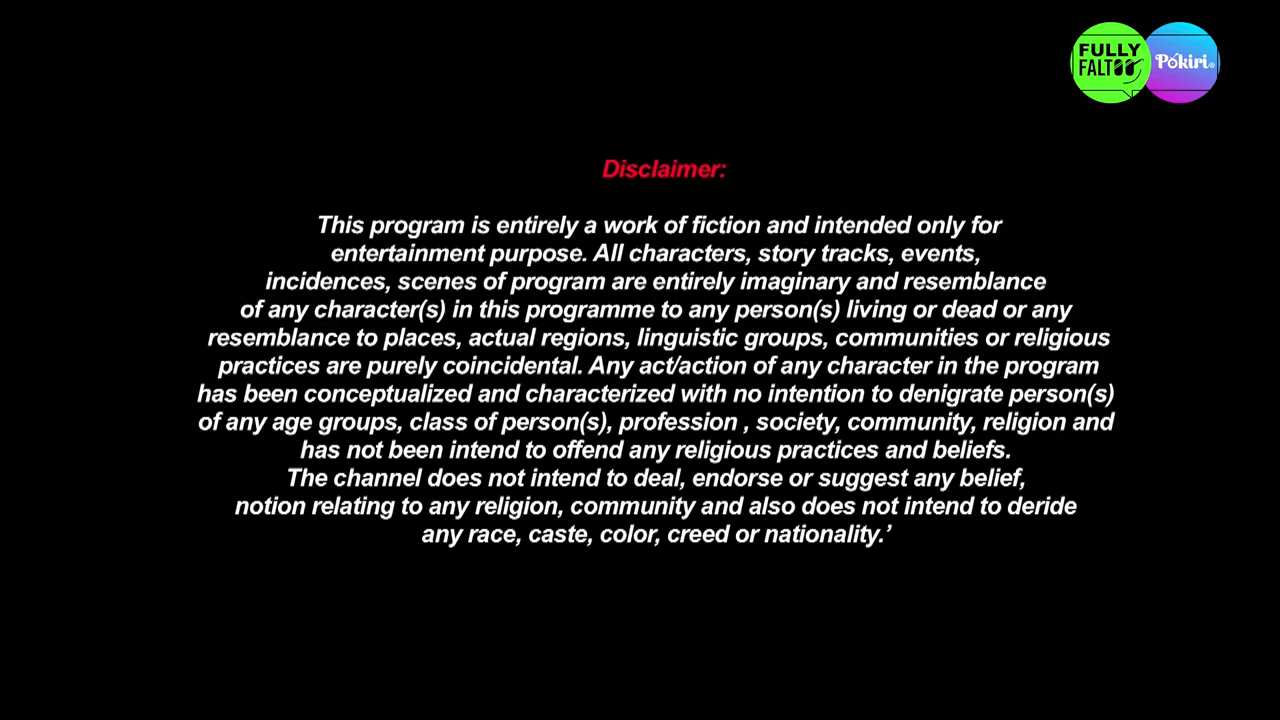 FULLY
FALTOO
Pokiri
Disclaimer:
This program is entirely a work of fiction and intended only for
entertainment purpose. All characters, story tracks, events,
incidences, scenes of program are entirely imaginary and resemblance
of any character(s) in this programme to any person(s) living or dead or any
resemblance to places, actual regions, linguistic groups, communities or religious
practices are purely coincidental. Any act/action of any character in the program
has been conceptualized and characterized with no intention to denigrate person(s)
of any age groups, class of person(s), profession , society, community, religion and
has not been intend to offend any religious practices and beliefs.
The channel does not intend to deal, endorse or suggest any belief,
notion relating to any religion, community and also does not intend to deride
any race, caste, color, creed or nationality.’